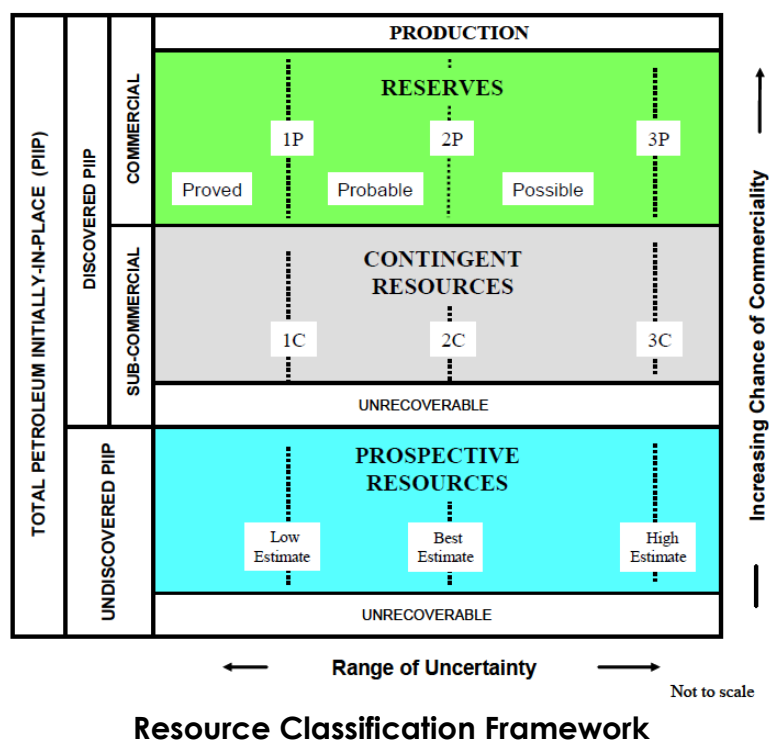 TOTAL PETROLEUM INITIALLY-IN-PLACE (PIIP)
DISCOVERED PIIP
UNDISCOVERED PIIP
COMMERCIAL
SUB-COMMERCIAL
PRODUCTION
RESERVES
1P 2P 3P
Proved Probable Possible
CONTINGENT
RESOURCES
1C 2C 3C
UNRECOVERABLE
PROSPECTIVE
RESOURCES
Low
Estimate
Best
Estimate
High
Estimate
UNRECOVERABLE
Increasing Chance of Commerciality
Range of Uncertainty
Not to scale
Resource Classification Framework